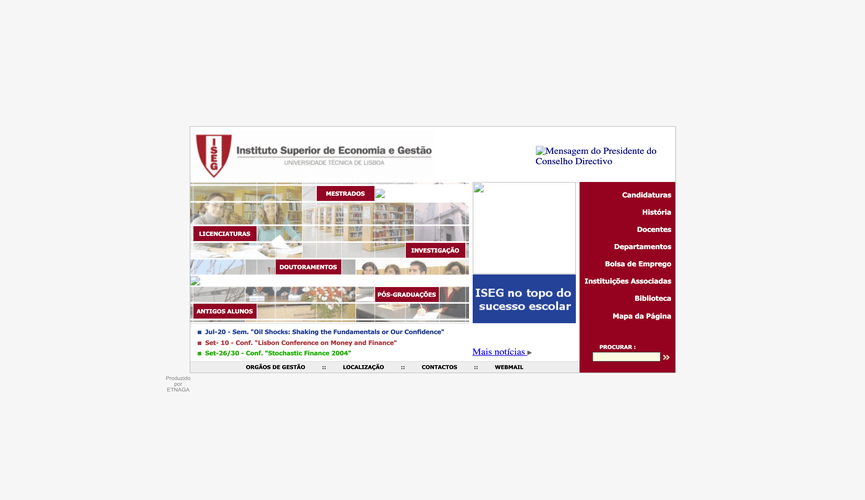 ISEG
Instituto Superior de Economia e Gestão
UNIVERSIDADE TÉCNICA DE LISBOA
Mensagem do Presidente do
Conselho Directivo
MESTRADOS
LICENCIATURAS
INVESTIGAÇÃO
DOUTORAMENTOS
PÓS-GRADUAÇÕES
ANTIGOS ALUNOS
ISEG no topo do
sucesso escolar
Candidaturas
História
Docentes
Departamentos
Bolsa de Emprego
Instituições Associadas
Biblioteca
Mapa da Página
PROCURAR :
Jul-20 - Sem. "Oil Shocks: Shaking the Fundamentals or Our Confidence"
Set- 10 - Conf. "Lisbon Conference on Money and Finance"
Set-26/30 - Conf. "Stochastic Finance 2004"
Mais notícias
ORGÃOS DE GESTÃO :: LOCALIZAÇÃO :: CONTACTOS :: WEBMAIL
Produzido
por
ETNAGA